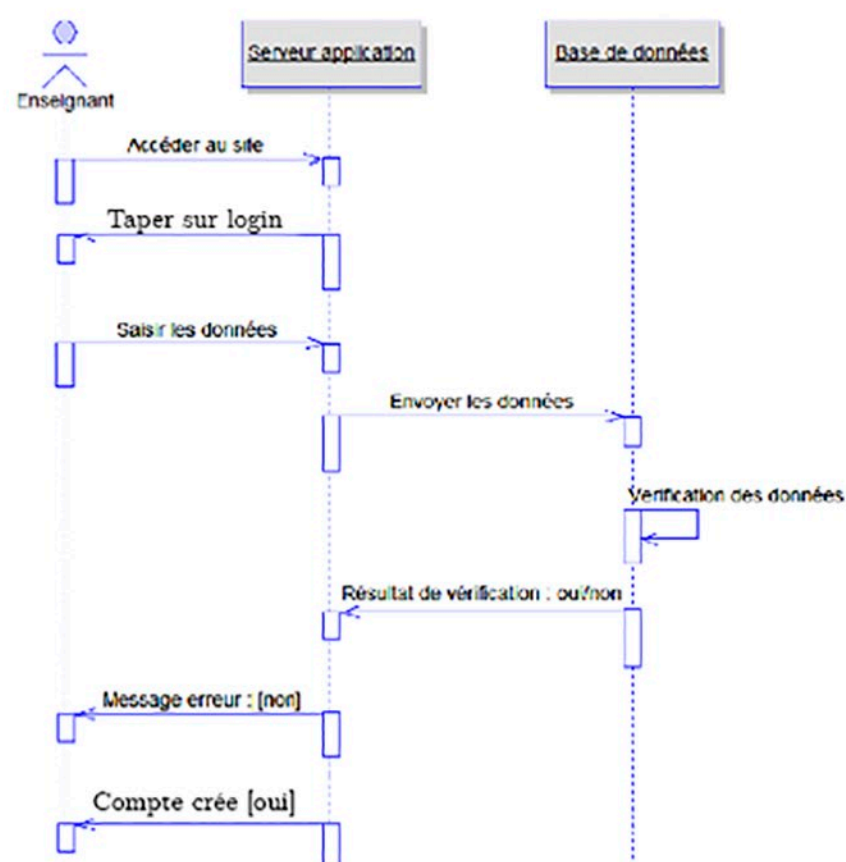 Enseignant
Serveur application
Base de données
Accéder au site
Taper sur login
Saisir les données
Envoyer les données
Verification des données
Résultat de vérification : oui/non
Message erreur : [non]
Compte crée [oui]